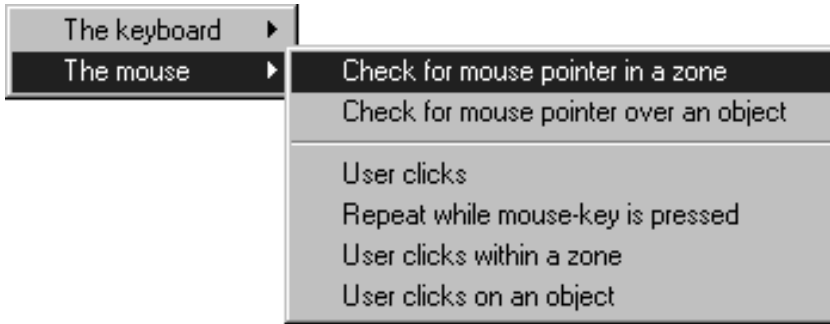 The keyboard
The mouse
Check for mouse pointer in a zone
Check for mouse pointer over an object
User clicks
Repeat while mouse-key is pressed
User clicks within a zone
User clicks on an object